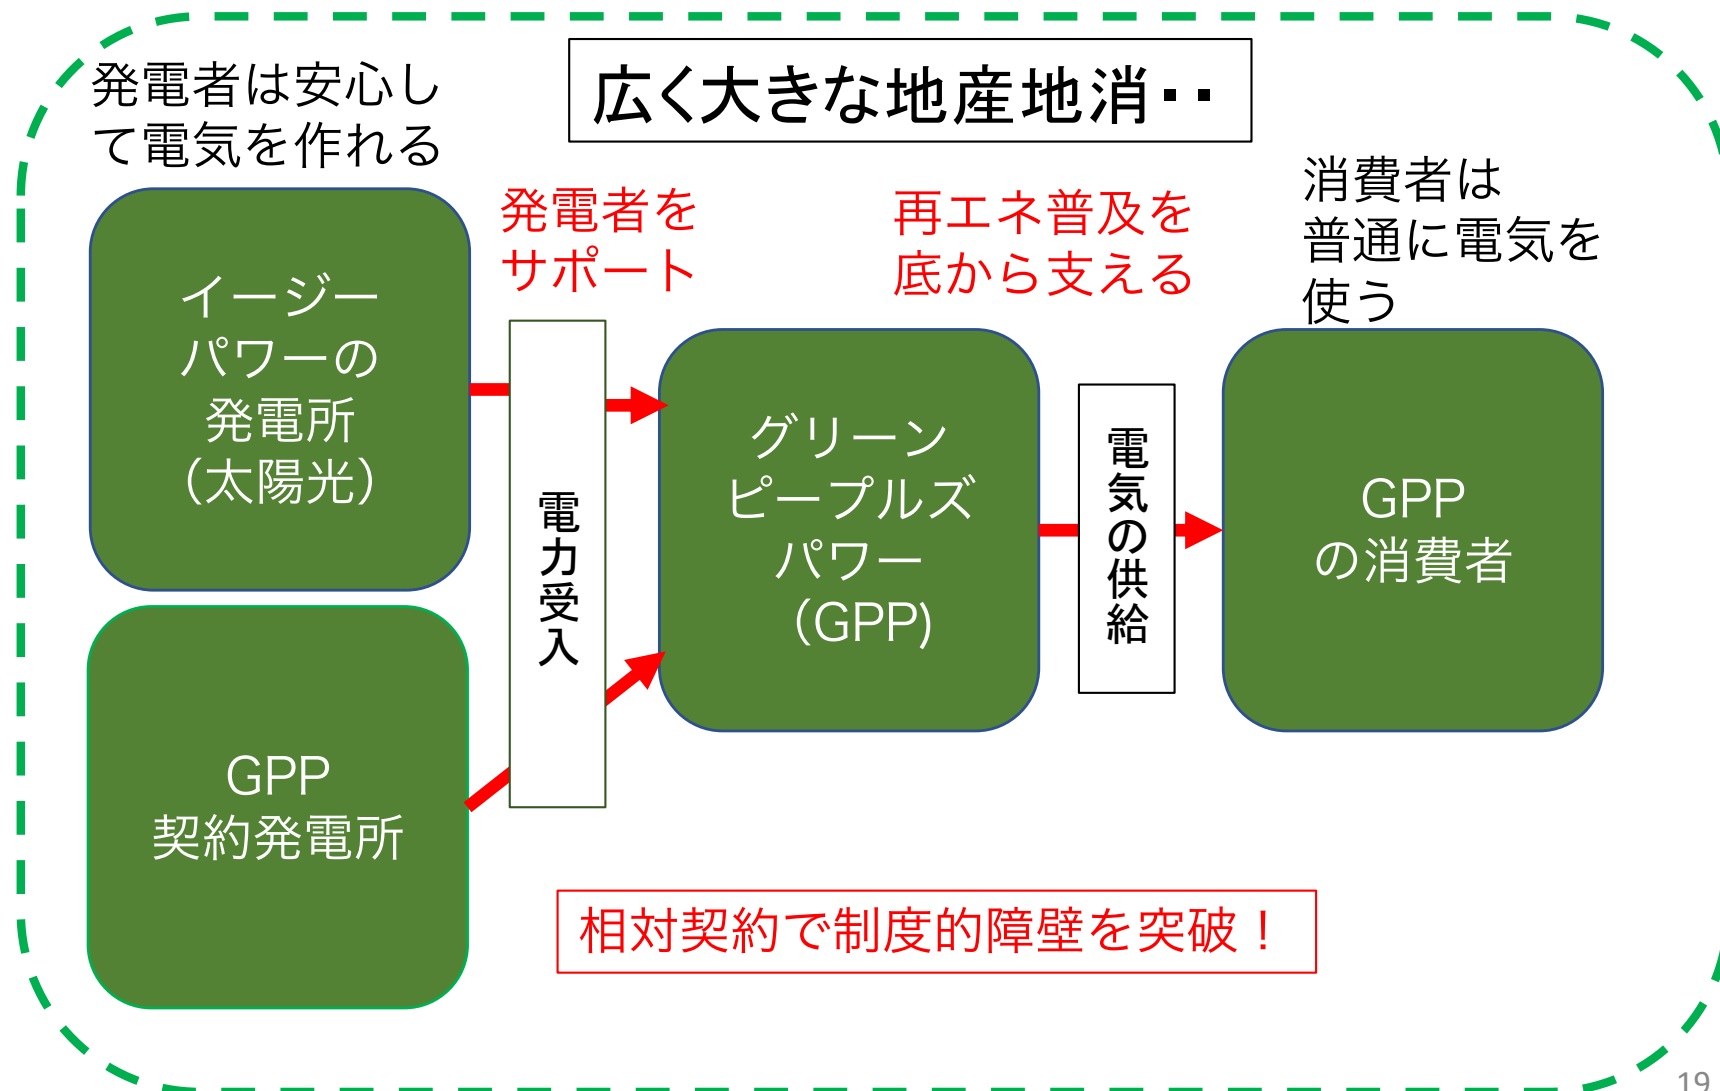 広く大きな地産地消・・
発電者は安心し
て電気を作れる
発電者を
サポート
再エネ普及を
底から支える
消費者は
普通に電気を
使う
イージー
パワーの
発電所
（太陽光）
電力受入
グリーン
ピープルズ
パワー
（GPP)
電気の供給
GPP
の消費者
GPP
契約発電所
相対契約で制度的障壁を突破！
19